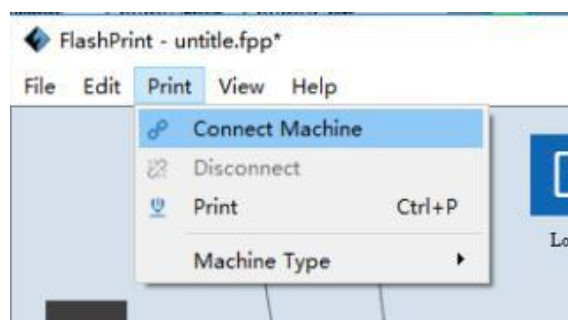 FlashPrint - untitle.fpp*
File Edit Print View Help
Connect Machine
Disconnect
Print Ctrl+P
Machine Type